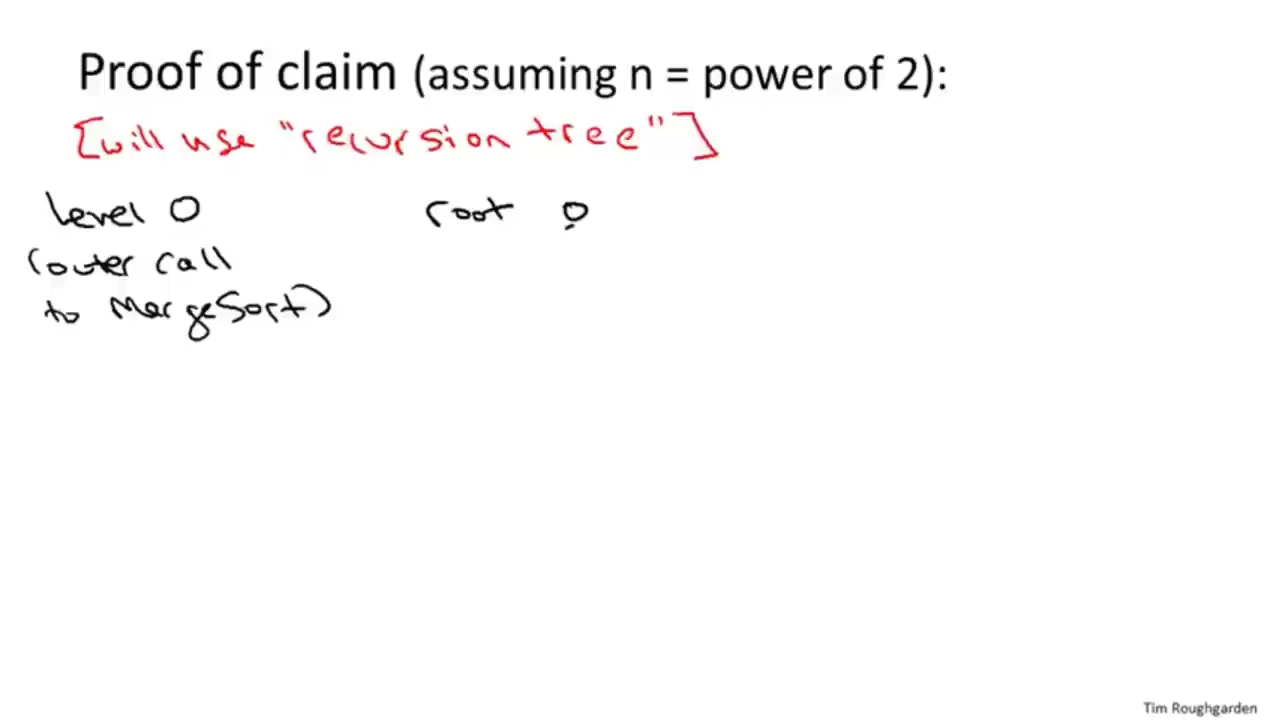 Proof of claim (assuming n = power of 2):
[will use "recursion tree"]
Level 0 root
(outer call
to MergeSort)
Tim Roughgarden